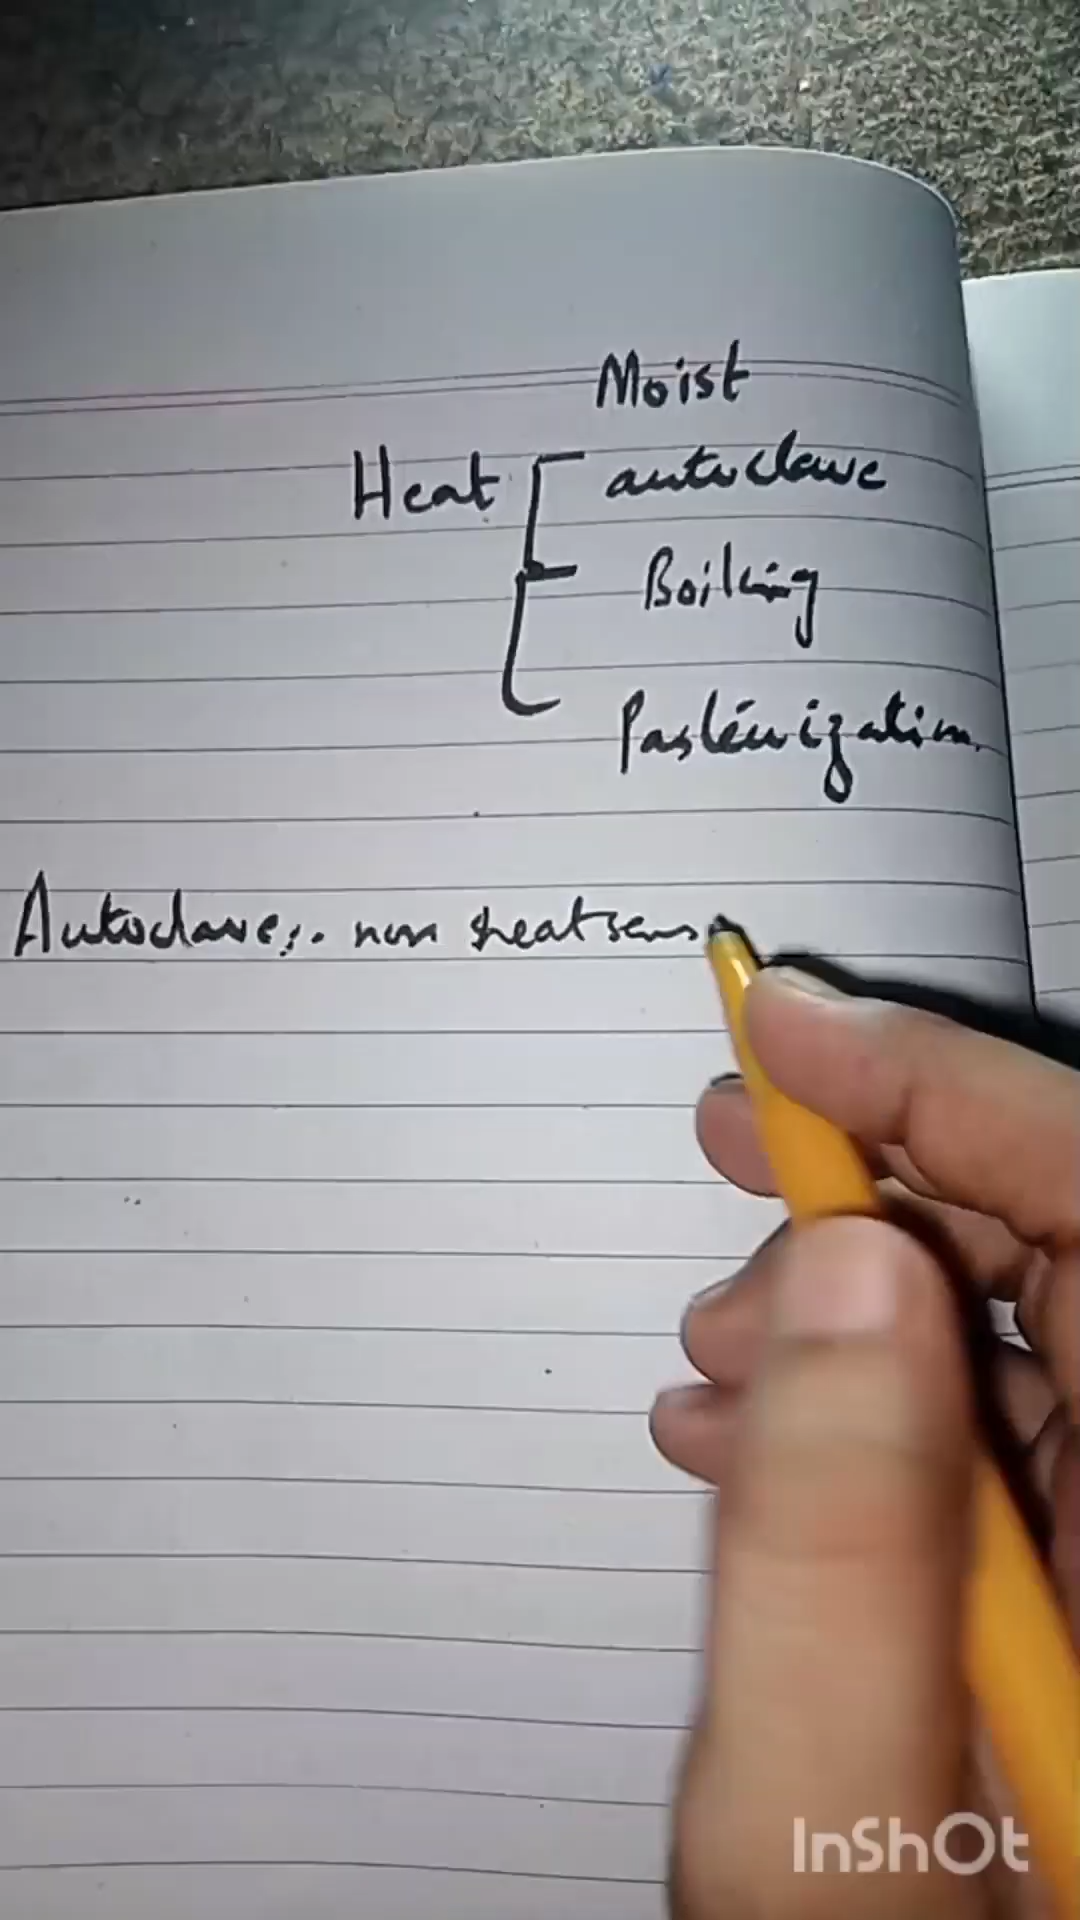 Moist
Heat autoclave
Boiling
Pasteurization.
Autoclave:. non heat sens
InShOt